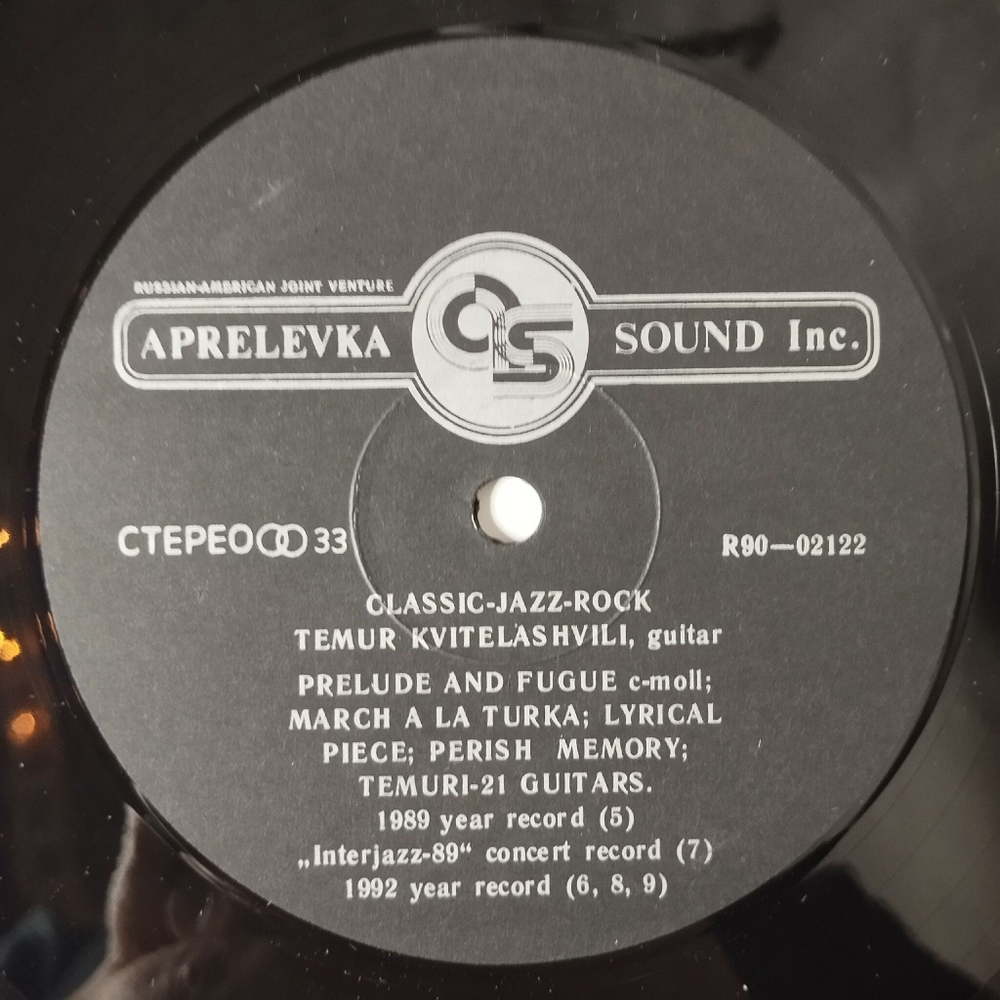 RUSSIAN-AMERICAN JOINT VENTURE
APRELEVKA SOUND Inc.
СТЕРЕО 33
R90—02122
CLASSIC-JAZZ-ROCK
TEMUR KVITELASHVILI, guitar
PRELUDE AND FUGUE c-moll;
MARCH A LA TURKA; LYRICAL
PIECE; PERISH MEMORY;
TEMURI-21 GUITARS.
1989 year record (5)
„Interjazz-89“ concert record (7)
1992 year record (6, 8, 9)